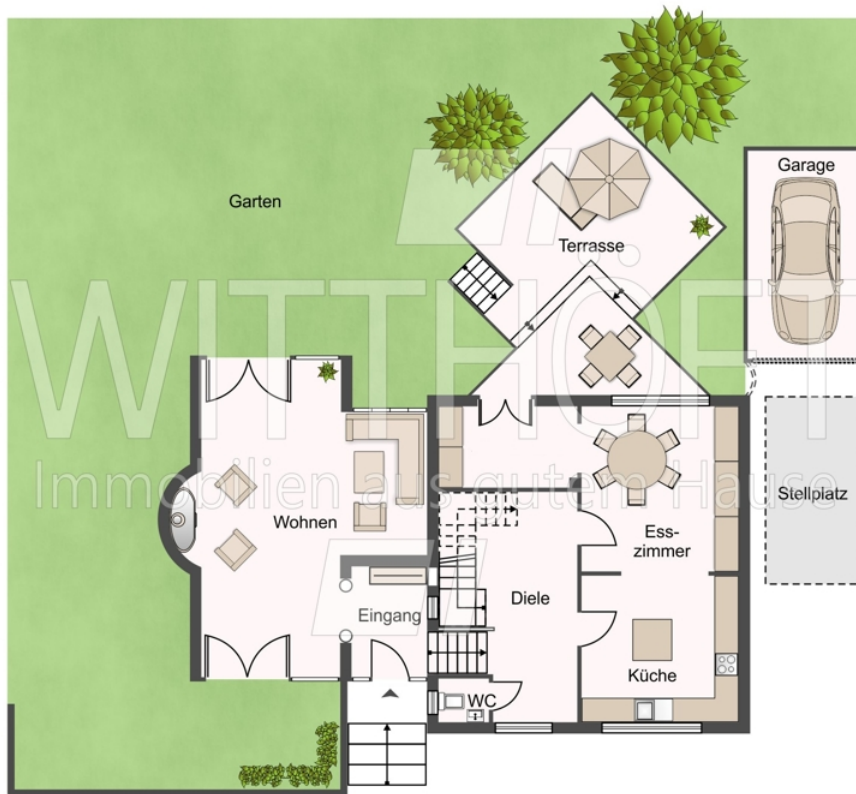 Garage
Garten
Terrasse
WITTHÖFT
Immobilien aus gutem Hause
Stellplatz
Wohnen
Ess-
zimmer
Diele
Eingang
Küche
WC